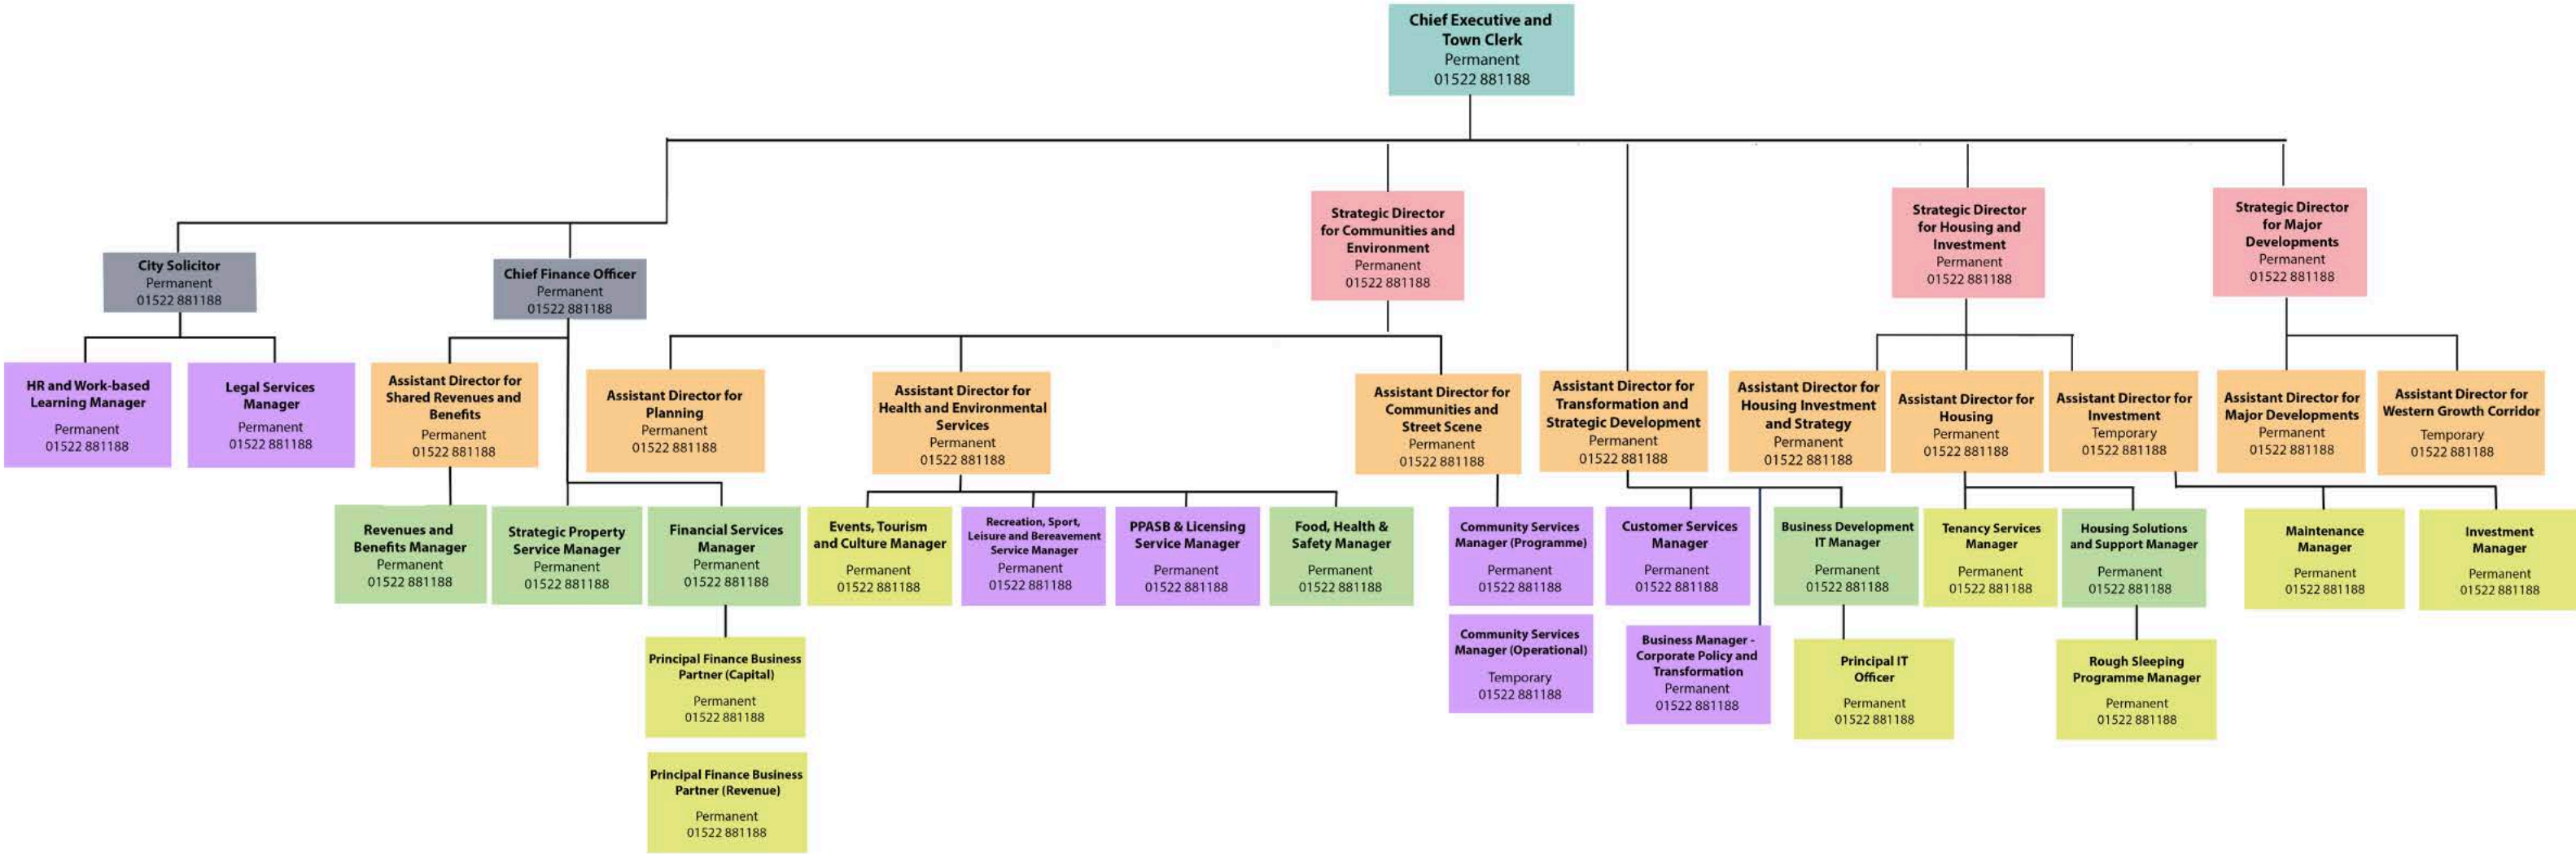 Chief Executive and
Town Clerk
Permanent
01522 881188
Strategic Director
for Communities and
Environment
Permanent
01522 881188
Strategic Director
for Housing and
Investment
Permanent
01522 881188
Strategic Director
for Major
Developments
Permanent
01522 881188
City Solicitor
Permanent
01522 881188
Chief Finance Officer
Permanent
01522 881188
HR and Work-based
Learning Manager
Permanent
01522 881188
Legal Services
Manager
Permanent
01522 881188
Assistant Director for
Shared Revenues and
Benefits
Permanent
01522 881188
Assistant Director for
Planning
Permanent
01522 881188
Assistant Director for
Health and Environmental
Services
Permanent
01522 881188
Assistant Director for
Communities and
Street Scene
Permanent
01522 881188
Assistant Director for
Transformation and
Strategic Development
Permanent
01522 881188
Assistant Director for
Housing Investment
and Strategy
Permanent
01522 881188
Assistant Director for
Housing
Permanent
01522 881188
Assistant Director for
Investment
Temporary
01522 881188
Assistant Director for
Major Developments
Permanent
01522 881188
Assistant Director for
Western Growth Corridor
Temporary
01522 881188
Revenues and
Benefits Manager
Permanent
01522 881188
Strategic Property
Service Manager
Permanent
01522 881188
Financial Services
Manager
Permanent
01522 881188
Events, Tourism
and Culture Manager
Permanent
01522 881188
Recreation, Sport,
Leisure and Bereavement
Service Manager
Permanent
01522 881188
PPASB & Licensing
Service Manager
Permanent
01522 881188
Food, Health &
Safety Manager
Permanent
01522 881188
Community Services
Manager (Programme)
Permanent
01522 881188
Customer Services
Manager
Permanent
01522 881188
Business Development
IT Manager
Permanent
01522 881188
Tenancy Services
Manager
Permanent
01522 881188
Housing Solutions
and Support Manager
Permanent
01522 881188
Maintenance
Manager
Permanent
01522 881188
Investment
Manager
Permanent
01522 881188
Principal Finance Business
Partner (Capital)
Permanent
01522 881188
Community Services
Manager (Operational)
Temporary
01522 881188
Business Manager -
Corporate Policy and
Transformation
Permanent
01522 881188
Principal IT
Officer
Permanent
01522 881188
Rough Sleeping
Programme Manager
Permanent
01522 881188
Principal Finance Business
Partner (Revenue)
Permanent
01522 881188